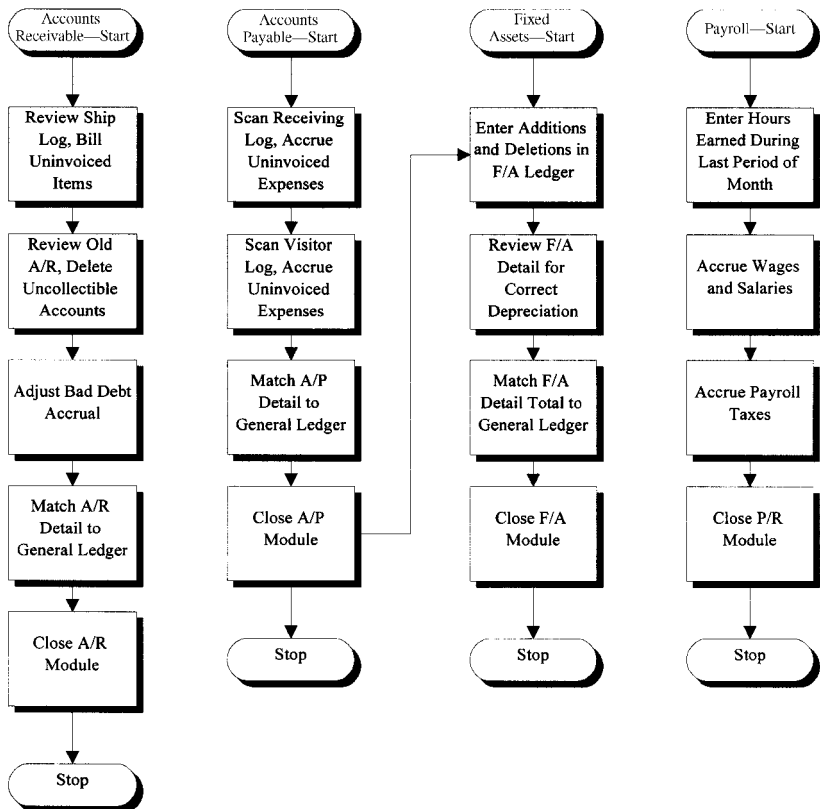 Accounts
Receivable—Start
Review Ship
Log, Bill
Uninvoiced
Items
Review Old
A/R, Delete
Uncollectible
Accounts
Adjust Bad Debt
Accrual
Match A/R
Detail to
General Ledger
Close A/R
Module
Stop
Accounts
Payable—Start
Scan Receiving
Log, Accrue
Uninvoiced
Expenses
Scan Visitor
Log, Accrue
Uninvoiced
Expenses
Match A/P
Detail to
General Ledger
Close A/P
Module
Stop
Fixed
Assets—Start
Enter Additions
and Deletions in
F/A Ledger
Review F/A
Detail for
Correct
Depreciation
Match F/A
Detail Total to
General Ledger
Close F/A
Module
Stop
Payroll—Start
Enter Hours
Earned During
Last Period of
Month
Accrue Wages
and Salaries
Accrue Payroll
Taxes
Close P/R
Module
Stop